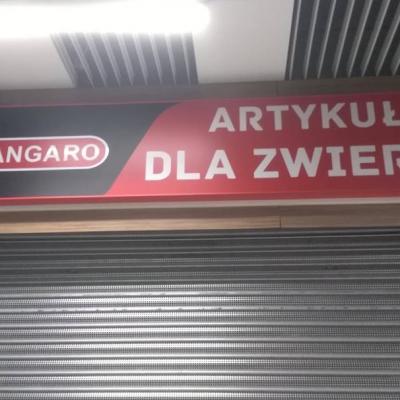 ANGARO
ARTYKUŁ
DLA ZWIER